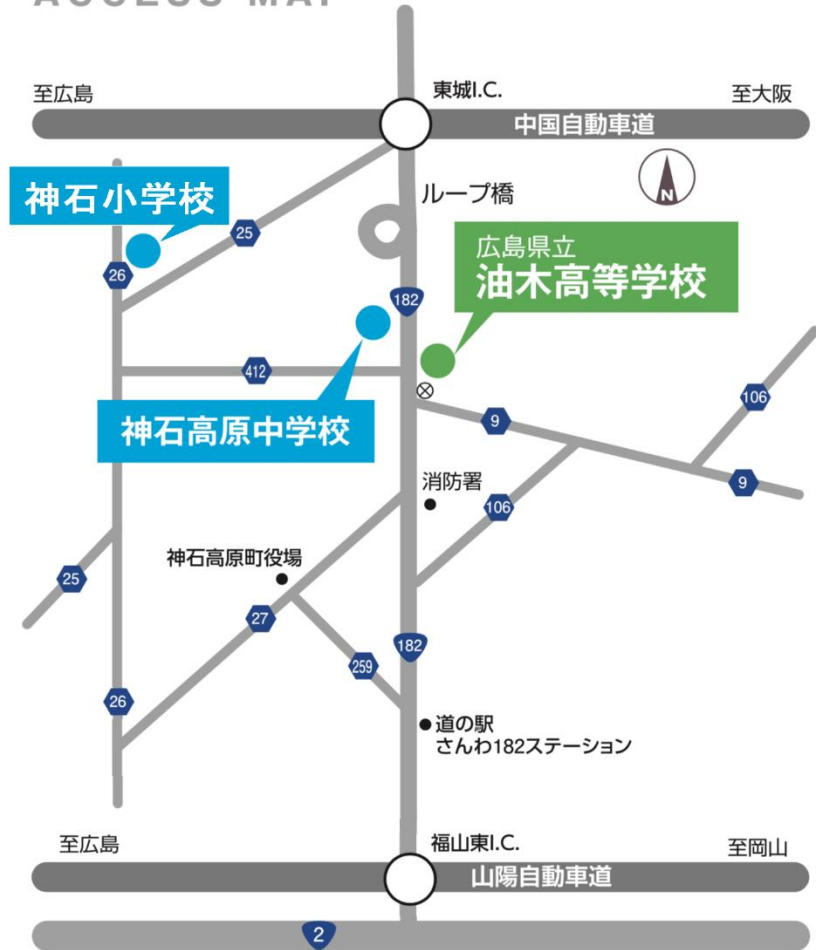 ACCESS MAP
東城I.C.
至広島
至大阪
中国自動車道
神石小学校
ループ橋
N
25
広島県立
油木高等学校
26
182
412
106
神石高原中学校
9
消防署
9
106
神石高原町役場
25
27
182
259
26
道の駅
さんわ182ステーション
至広島
福山東I.C.
至岡山
山陽自動車道
2